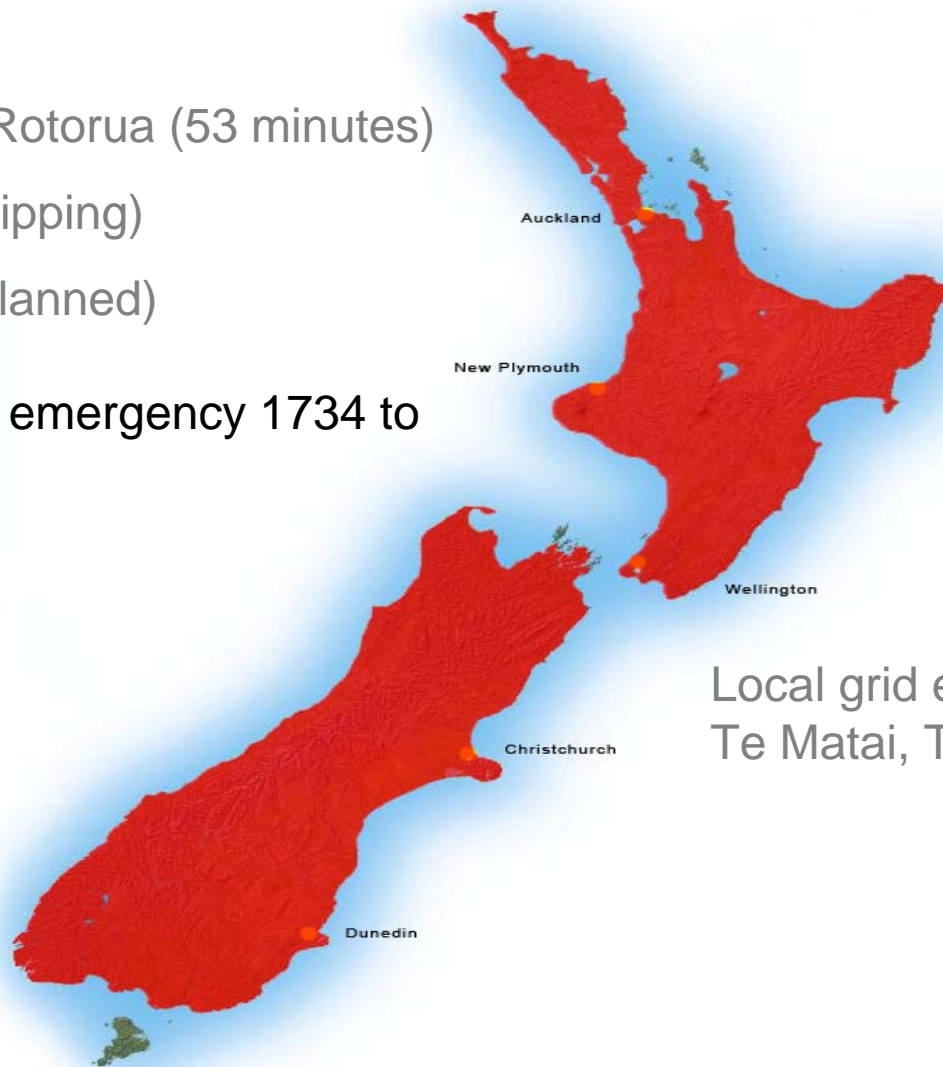 Rotorua (53 minutes)
ipping)
lanned)
emergency 1734 to
Auckland
New Plymouth
Wellington
Local grid e
Te Matai, T
Christchurch
Dunedin